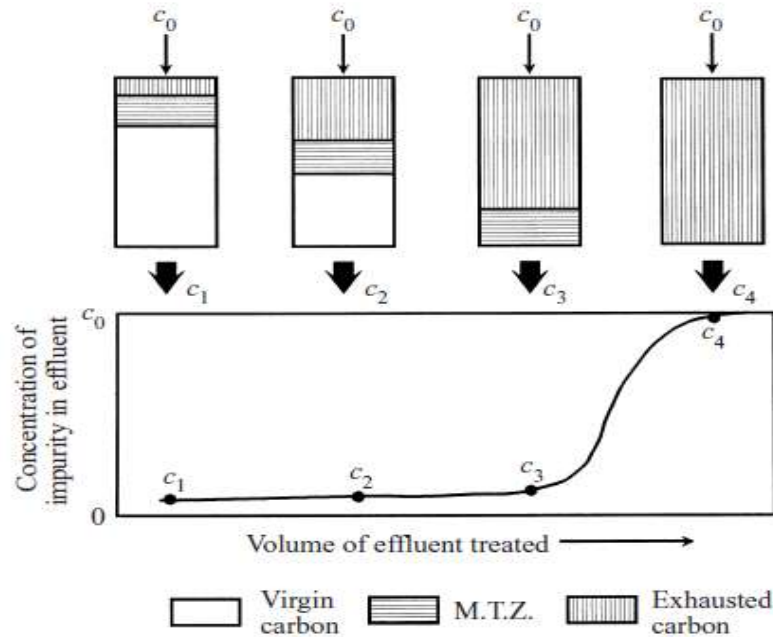 c0 c0 c0 c0
c1 c2 c3 c4
c0
c4
Concentration of
impurity in effluent
c1 c2 c3
0
Volume of effluent treated
Virgin carbon
M.T.Z.
Exhausted carbon